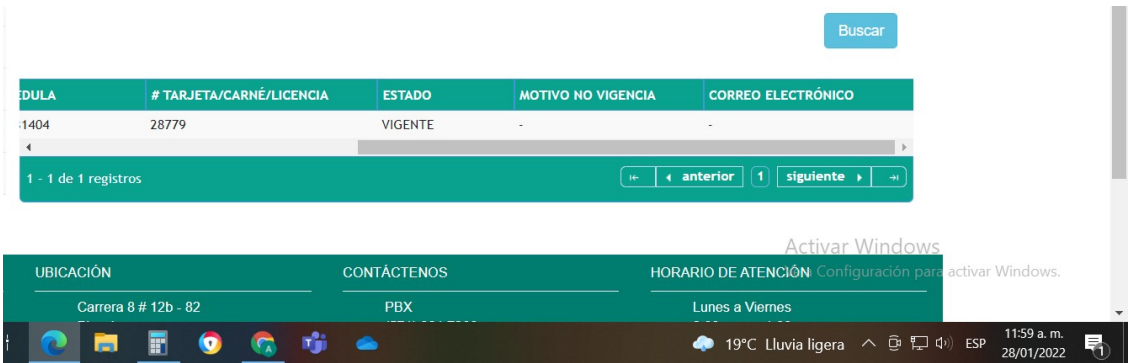 Buscar
# TARJETA/CARNÉ/LICENCIA ESTADO MOTIVO NO VIGENCIA CORREO ELECTRÓNICO
1404 28779 VIGENTE - -
1 - 1 de 1 registros anterior 1 siguiente
Activar Windows
Configuración para activar Windows.
UBICACIÓN CONTÁCTENOS HORARIO DE ATENCIÓN
Carrera 8 # 12b - 82 PBX Lunes a Viernes
19°C Lluvia ligera ESP 11:59 a. m.
28/01/2022
1